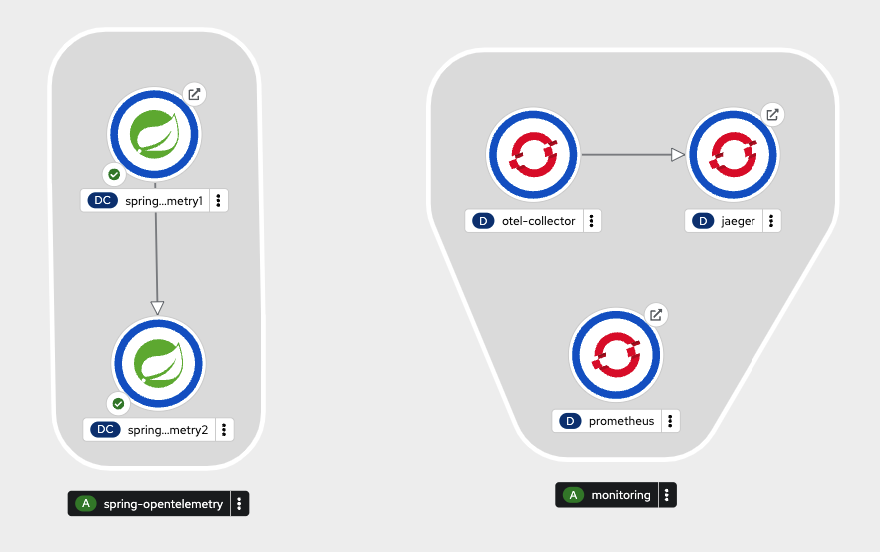 DC spring...metry1
DC spring...metry2
A spring-opentelemetry
D otel-collector
D jaeger
D prometheus
A monitoring